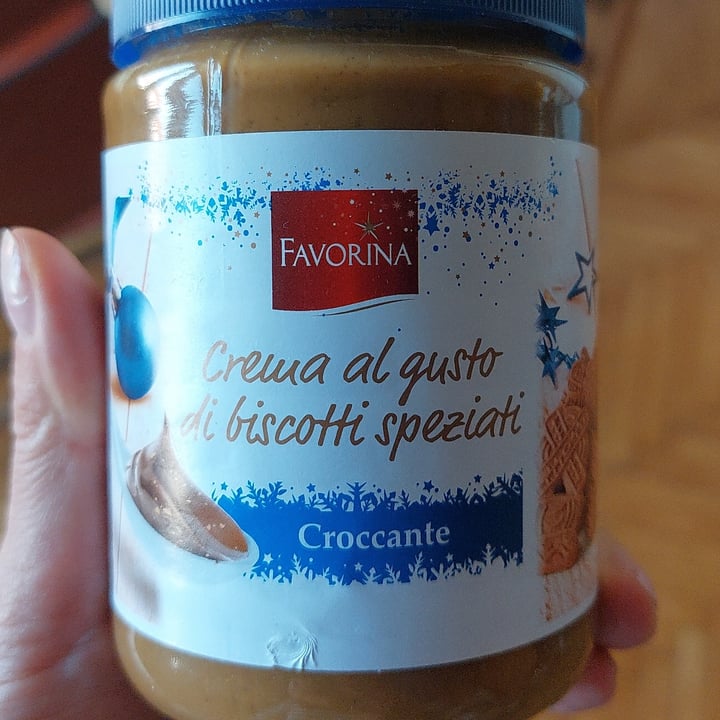 FAVORINA
Crema al gusto
di biscotti speziati
Croccante